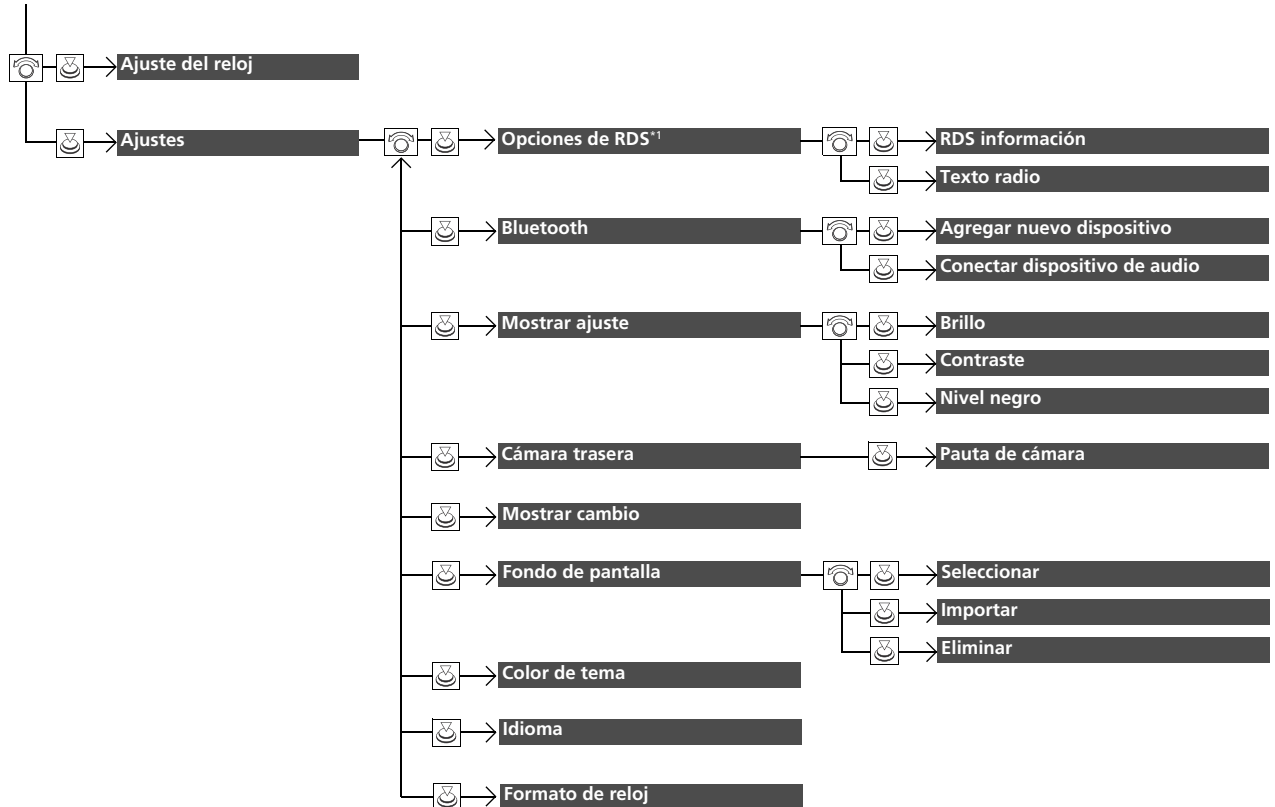 Ajuste del reloj
Ajustes
Opciones de RDS*1
RDS información
Texto radio
Bluetooth
Agregar nuevo dispositivo
Conectar dispositivo de audio
Mostrar ajuste
Brillo
Contraste
Nivel negro
Cámara trasera
Pauta de cámara
Mostrar cambio
Fondo de pantalla
Seleccionar
Importar
Eliminar
Color de tema
Idioma
Formato de reloj